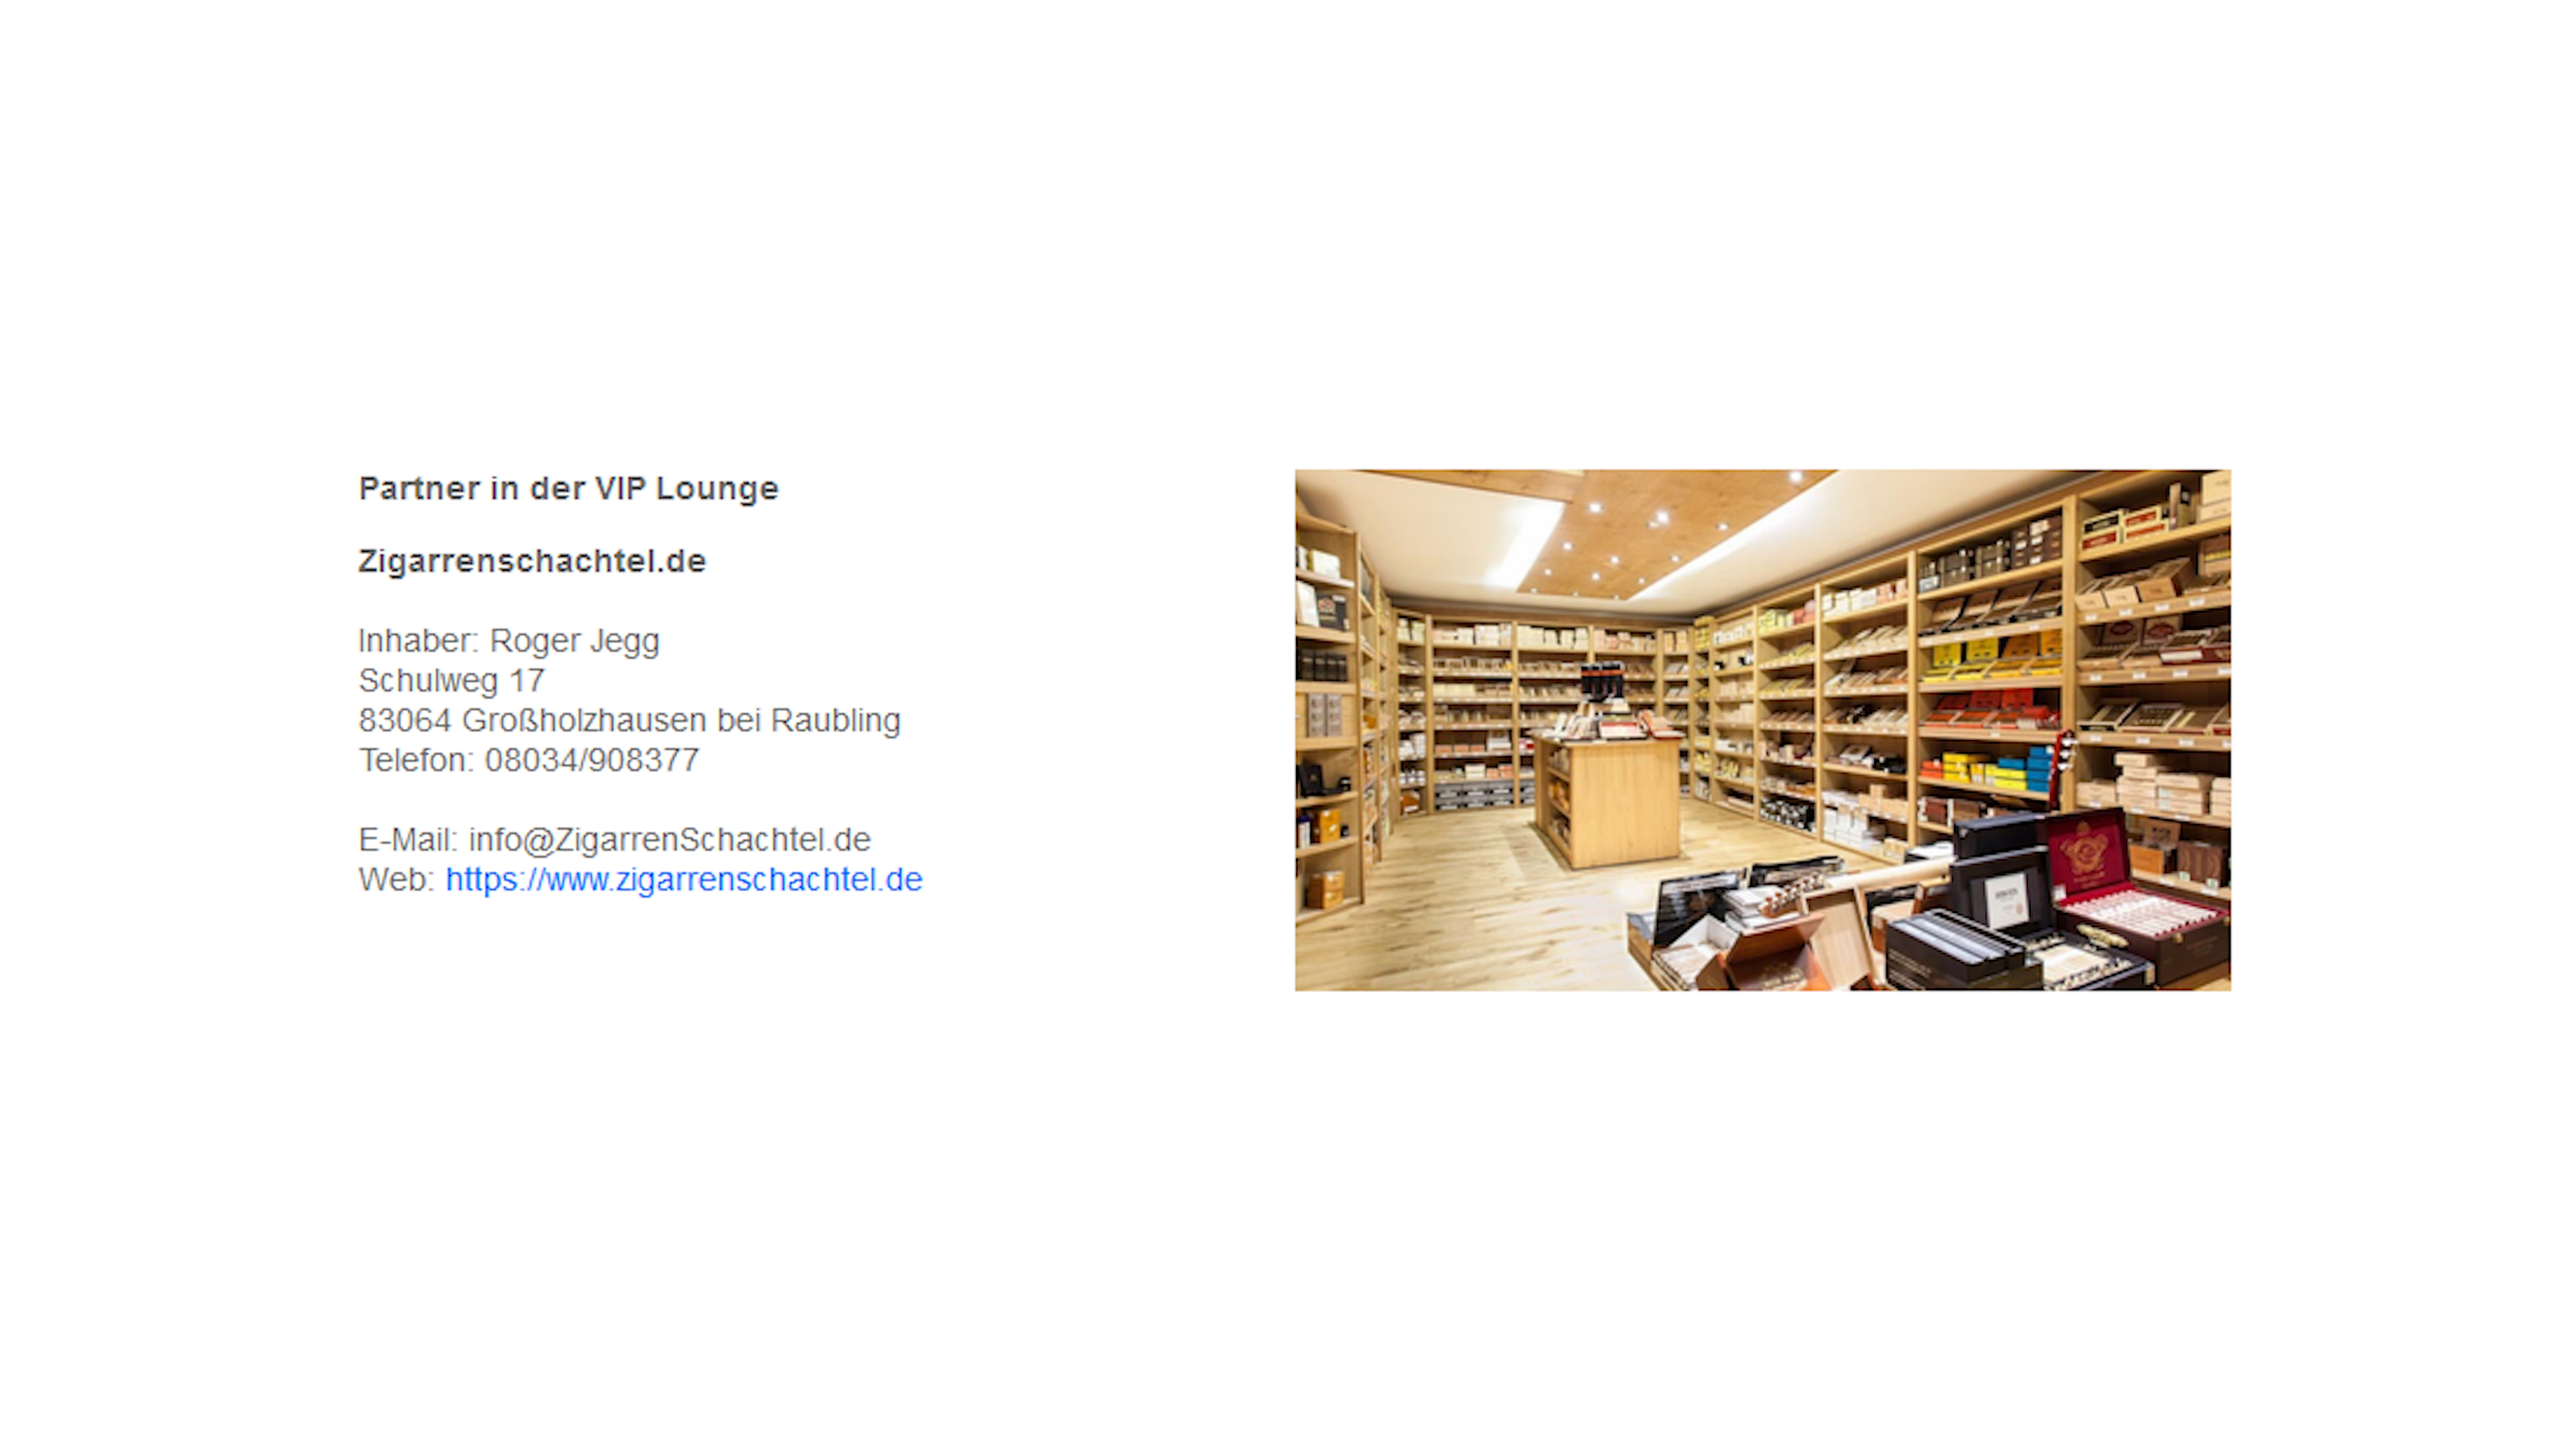 Partner in der VIP Lounge
Zigarrenschachtel.de
Inhaber: Roger Jegg
Schulweg 17
83064 Großholzhausen bei Raubling
Telefon: 08034/908377
E-Mail: info@ZigarrenSchachtel.de
Web: https://www.zigarrenschachtel.de